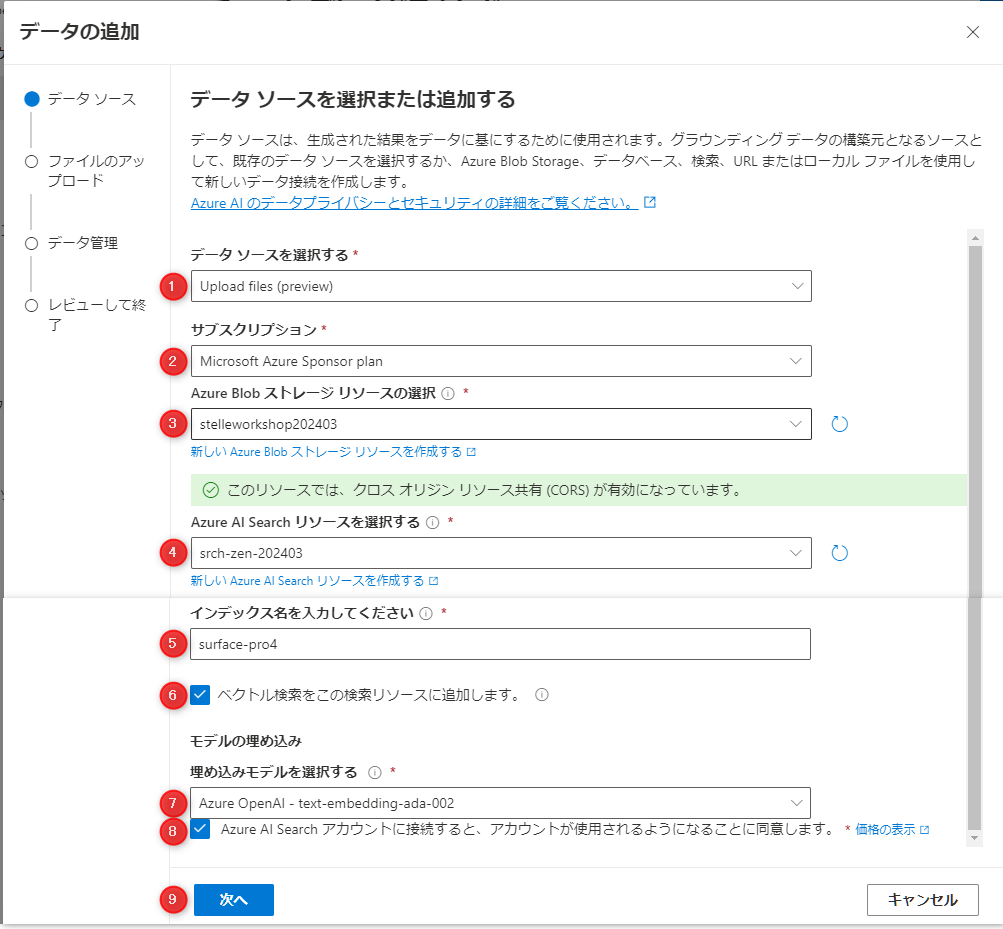 データの追加
データ ソース
ファイルのアッ
プロード
データ管理
レビューして終
了
データ ソースを選択または追加する
データ ソースは、生成された結果をデータに基にするために使用されます。グラウンディング データの構築元となるソースと
して、既存のデータ ソースを選択するか、Azure Blob Storage、データベース、検索、URL またはローカル ファイルを使用し
て新しいデータ接続を作成します。
Azure AI のデータプライバシーとセキュリティの詳細をご覧ください。
データ ソースを選択する *
1 Upload files (preview)
サブスクリプション *
2 Microsoft Azure Sponsor plan
Azure Blob ストレージ リソースの選択 *
3 stelleworkshop202403
新しい Azure Blob ストレージ リソースを作成する
このリソースでは、クロス オリジン リソース共有 (CORS) が有効になっています。
Azure AI Search リソースを選択する *
4 srch-zen-202403
新しい Azure AI Search リソースを作成する
インデックス名を入力してください *
5 surface-pro4
6 ベクトル検索をこの検索リソースに追加します。
モデルの埋め込み
埋め込みモデルを選択する *
7 Azure OpenAI - text-embedding-ada-002
8 Azure AI Search アカウントに接続すると、アカウントが使用されるようになることに同意します。 * 価格の表示
9 次へ
キャンセル